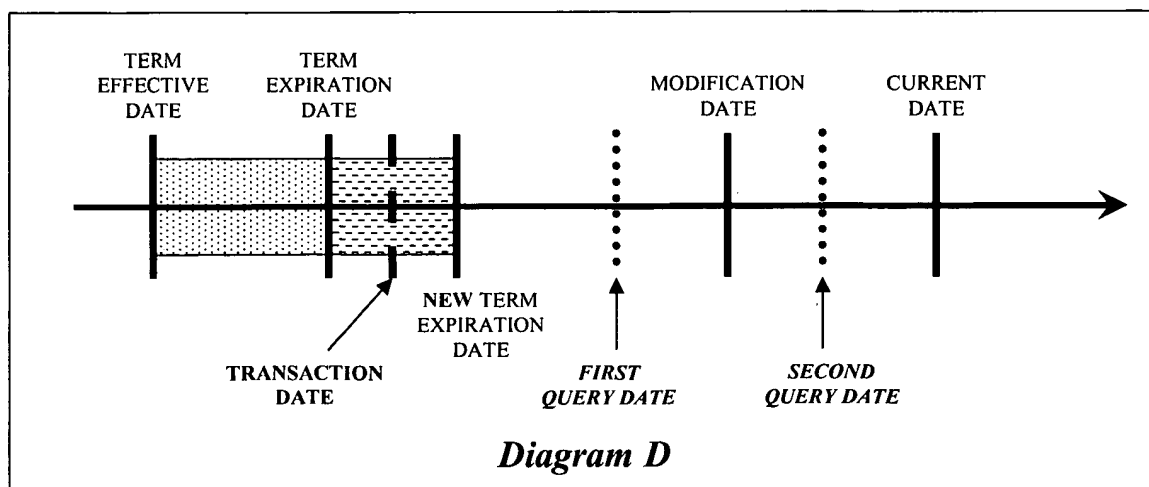 TERM
EFFECTIVE
DATE
TERM
EXPIRATION
DATE
MODIFICATION
DATE
CURRENT
DATE
NEW TERM
EXPIRATION
DATE
TRANSACTION
DATE
FIRST
QUERY DATE
SECOND
QUERY DATE
Diagram D